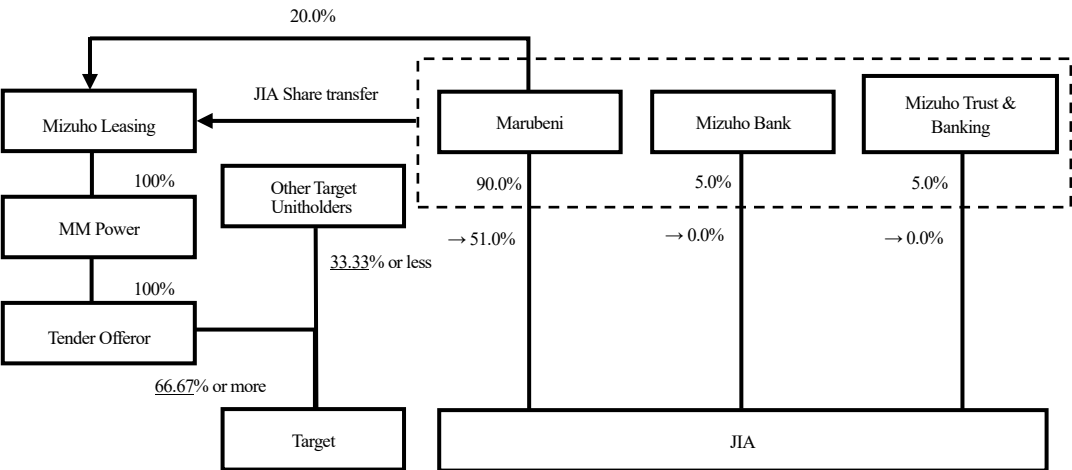 20.0%
JIA Share transfer
Mizuho Leasing
Marubeni
Mizuho Bank
Mizuho Trust &
Banking
100%
Other Target
Unitholders
90.0%
5.0%
5.0%
MM Power
→ 51.0%
→ 0.0%
→ 0.0%
33.33% or less
100%
Tender Offeror
66.67% or more
Target
JIA